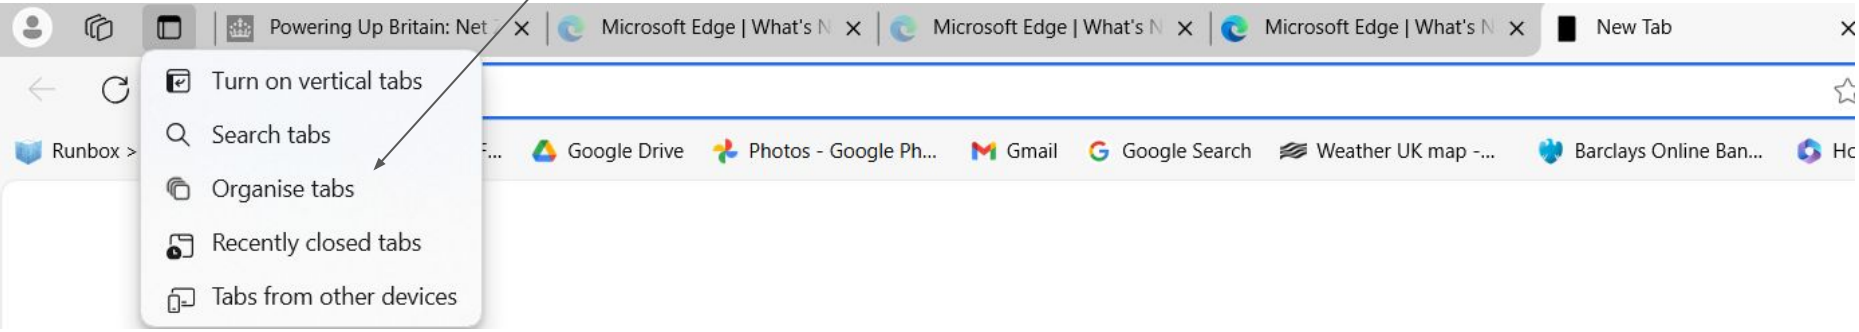 Powering Up Britain: Net
Microsoft Edge | What's N
Microsoft Edge | What's N
Microsoft Edge | What's N
New Tab
Turn on vertical tabs
Search tabs
Organise tabs
Recently closed tabs
Tabs from other devices
Runbox >
F...
Google Drive
Photos - Google Ph...
Gmail
Google Search
Weather UK map -...
Barclays Online Ban...
Ho